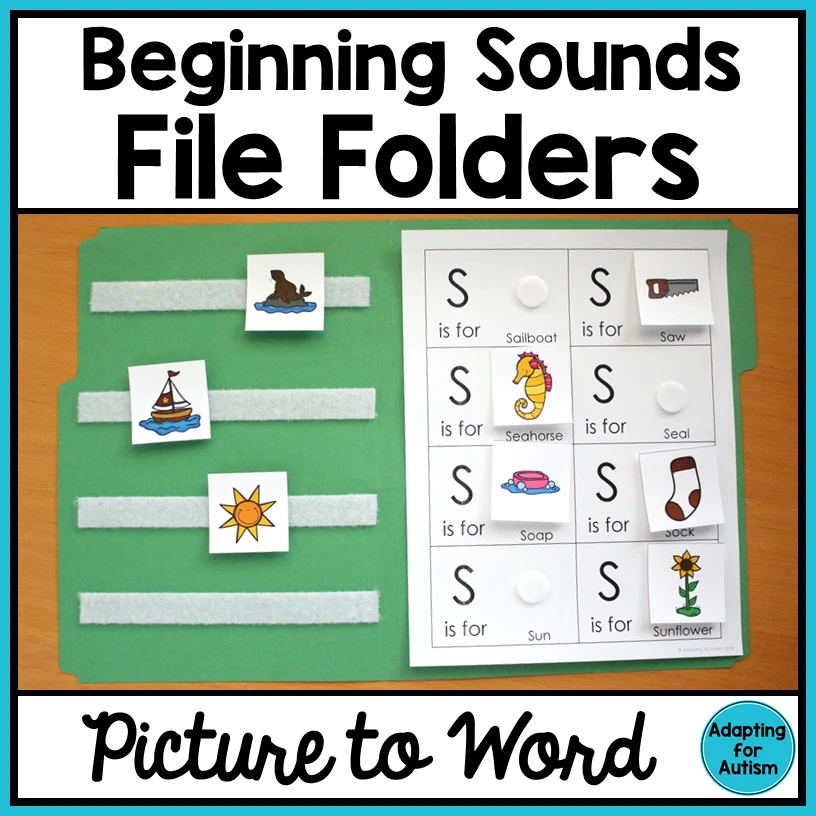 Beginning Sounds
File Folders
S
is for
Sailboat
S
is for
Saw
S
is for
Seahorse
S
is for
Seal
S
is for
Soap
S
is for
Sock
S
is for
Sun
S
is for
Sunflower
Picture to Word
Adapting
for
Autism